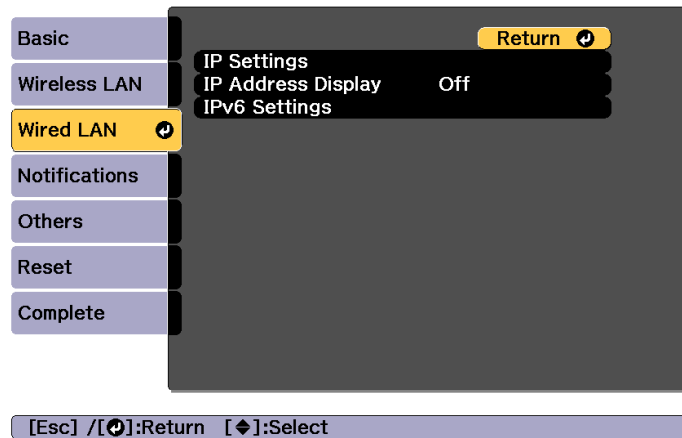 Basic
Wireless LAN
Wired LAN
Notifications
Others
Reset
Complete
Return
IP Settings
IP Address Display Off
IPv6 Settings
[Esc] /[↵]:Return [◆]:Select